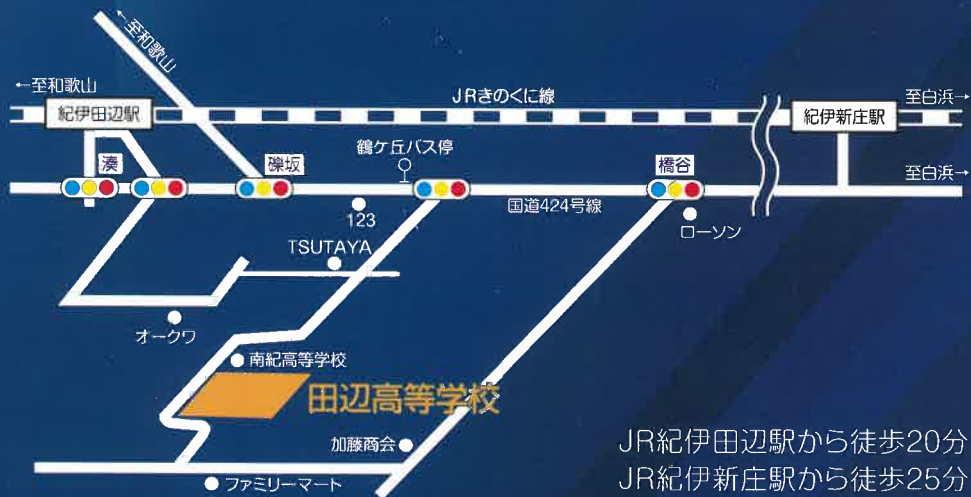 ←至和歌山
←至和歌山
JRきのくに線
至白浜→
紀伊田辺駅
紀伊新庄駅
鶴ケ丘バス停
湊
礫坂
橋谷
至白浜→
123
国道424号線
ローソン
TSUTAYA
オークワ
南紀高等学校
田辺高等学校
加藤商会
ファミリーマート
JR紀伊田辺駅から徒歩20分
JR紀伊新庄駅から徒歩25分